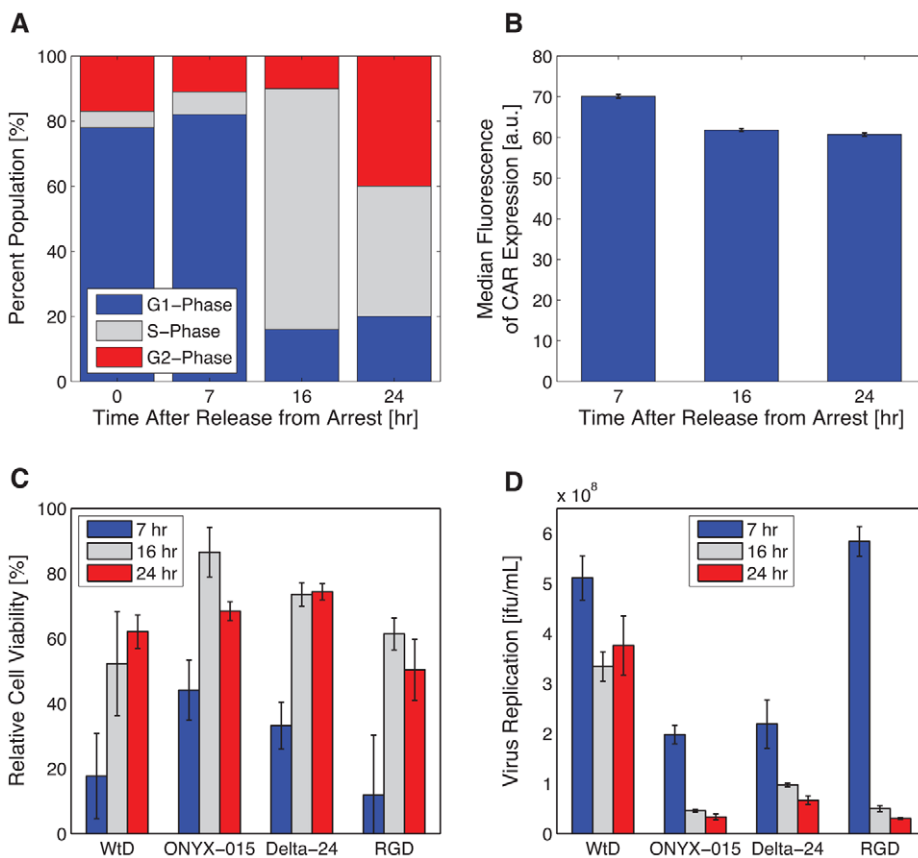 A
Percent Population [%]
100
80
60
40
20
0
G1-Phase
S-Phase
G2-Phase
0 7 16 24
Time After Release from Arrest [hr]
B
Median Fluorescence
of CAR Expression [a.u.]
80
70
60
50
40
30
20
10
0
7 16 24
Time After Release from Arrest [hr]
C
Relative Cell Viability [%]
100
80
60
40
20
0
7 hr
16 hr
24 hr
WtD ONYX-015 Delta-24 RGD
D
x 10^8
Virus Replication [ifu/mL]
6
5
4
3
2
1
0
7 hr
16 hr
24 hr
WtD ONYX-015 Delta-24 RGD